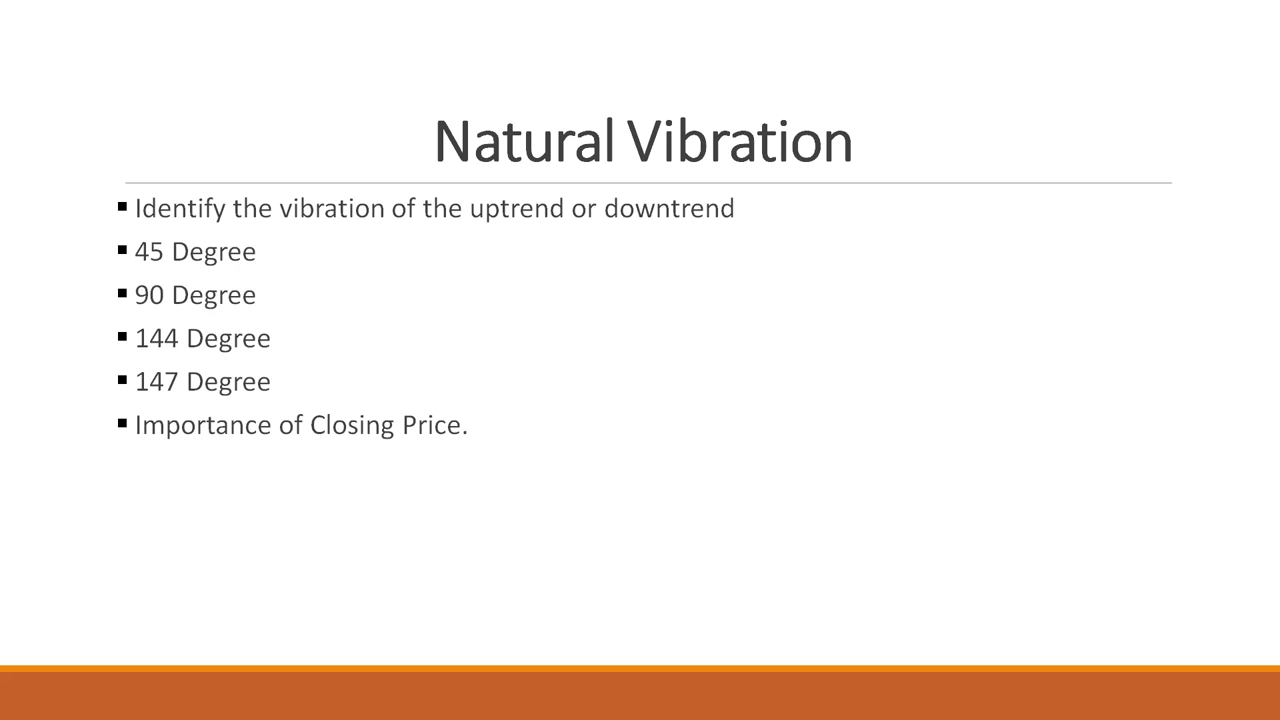 Natural Vibration
▪ Identify the vibration of the uptrend or downtrend
▪ 45 Degree
▪ 90 Degree
▪ 144 Degree
▪ 147 Degree
▪ Importance of Closing Price.